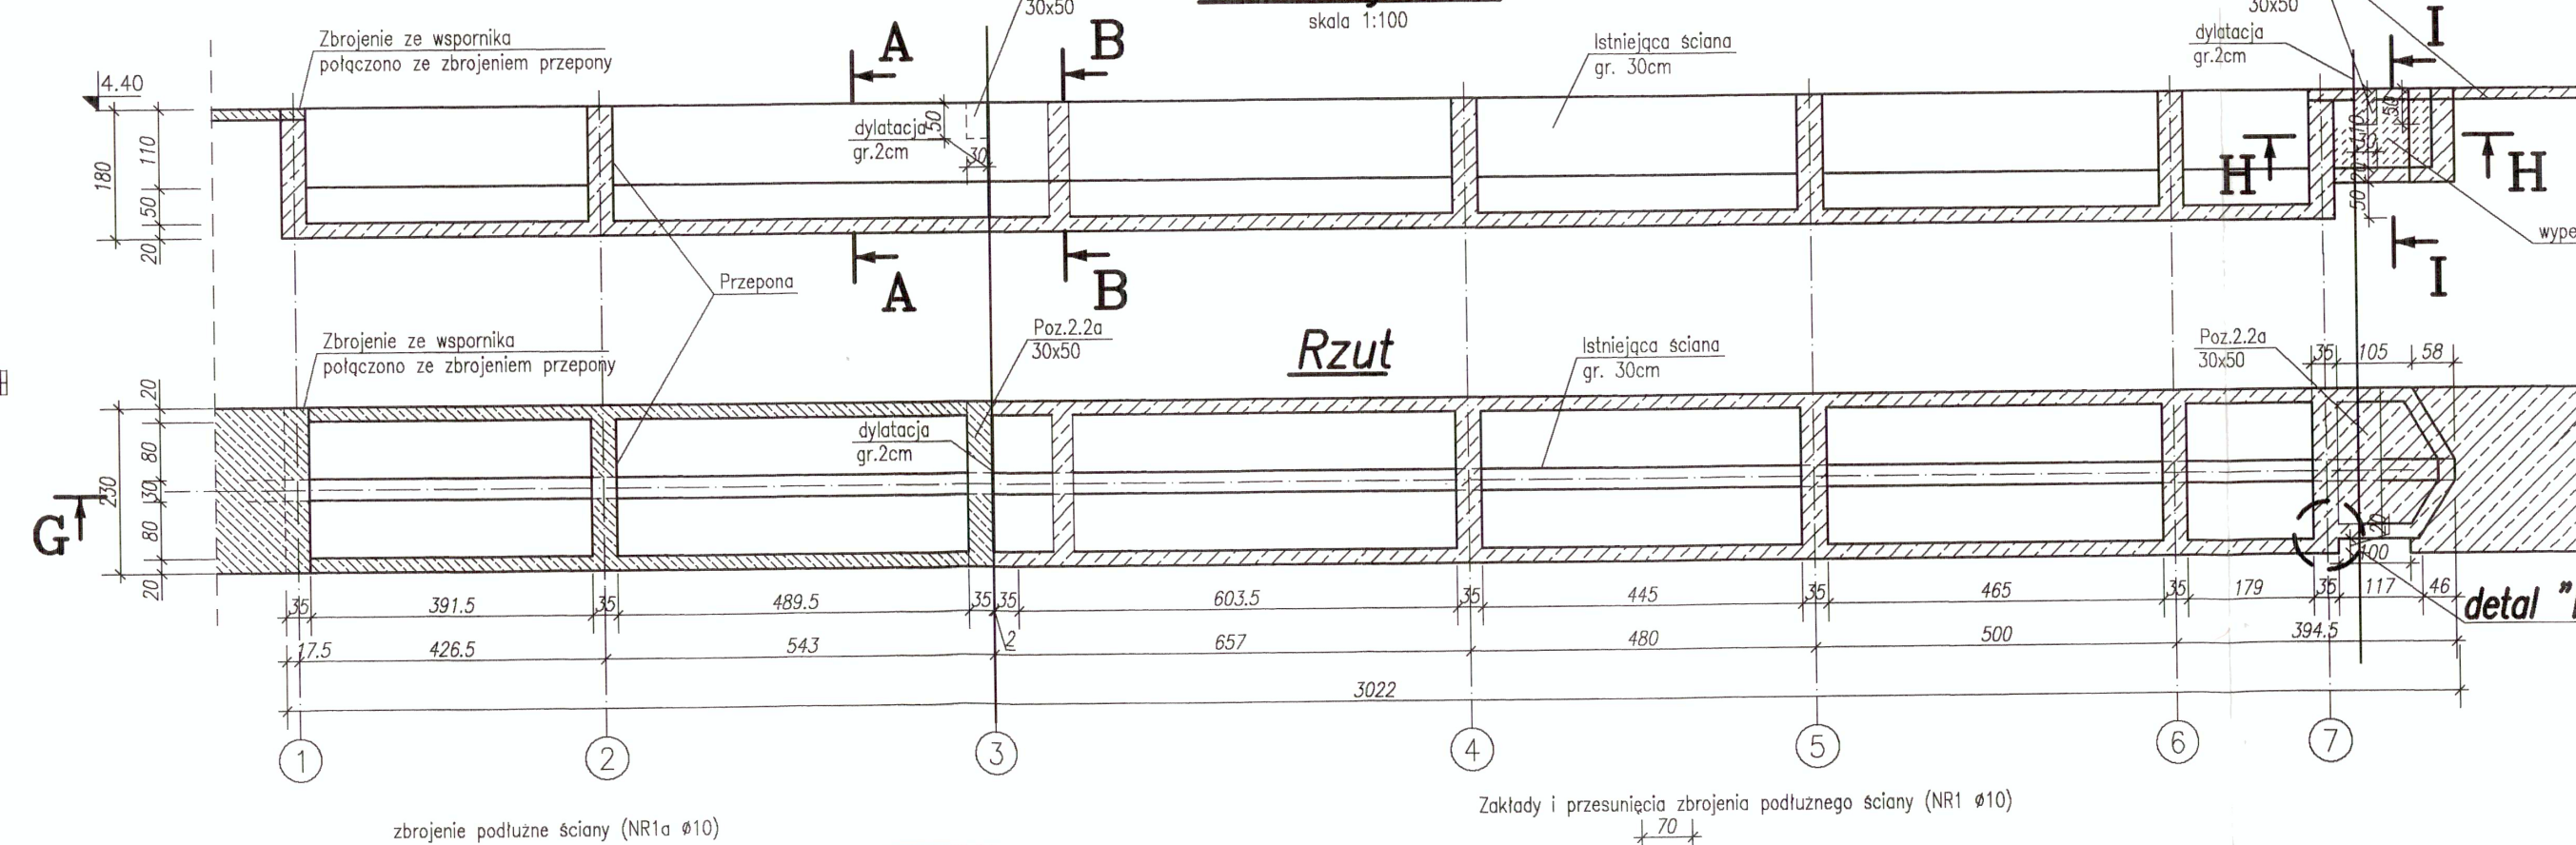 30x50
skala 1:100
30x50
Zbrojenie ze wspornika
połączono ze zbrojeniem przepony
A
B
Istniejąca ściana
gr. 30cm
dylatacja
gr.2cm
I
4.40
180
110
50
20
dylatacja
gr.2cm
50
30
50
110
20
50
H
H
wype
A
B
I
Przepona
Zbrojenie ze wspornika
połączono ze zbrojeniem przepony
Poz.2.2a
30x50
Rzut
Istniejąca ściana
gr. 30cm
Poz.2.2a
30x50
35
105
58
dylatacja
gr.2cm
G
230
20
80
30
80
20
20
100
35
391.5
35
489.5
35
35
603.5
35
445
35
465
35
179
35
117
46
detal "
17.5
426.5
543
2
657
480
500
394.5
3022
1
2
3
4
5
6
7
zbrojenie podłużne ściany (NR1a ø10)
Zakłady i przesunięcia zbrojenia podłużnego ściany (NR1 ø10)
70